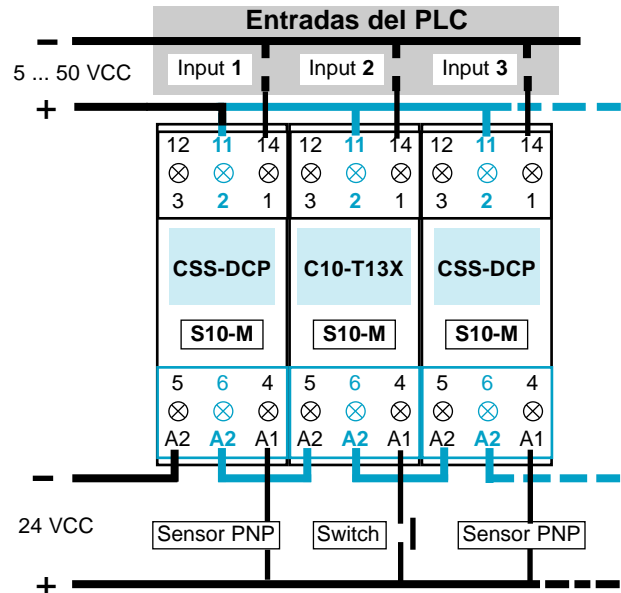 Entradas del PLC
–
5 ... 50 VCC
Input 1 Input 2 Input 3
+
12 11 14 12 11 14 12 11 14
3 2 1 3 2 1 3 2 1
CSS-DCP C10-T13X CSS-DCP
S10-M S10-M S10-M
5 6 4 5 6 4 5 6 4
A2 A2 A1 A2 A2 A1 A2 A2 A1
–
24 VCC
Sensor PNP Switch Sensor PNP
+